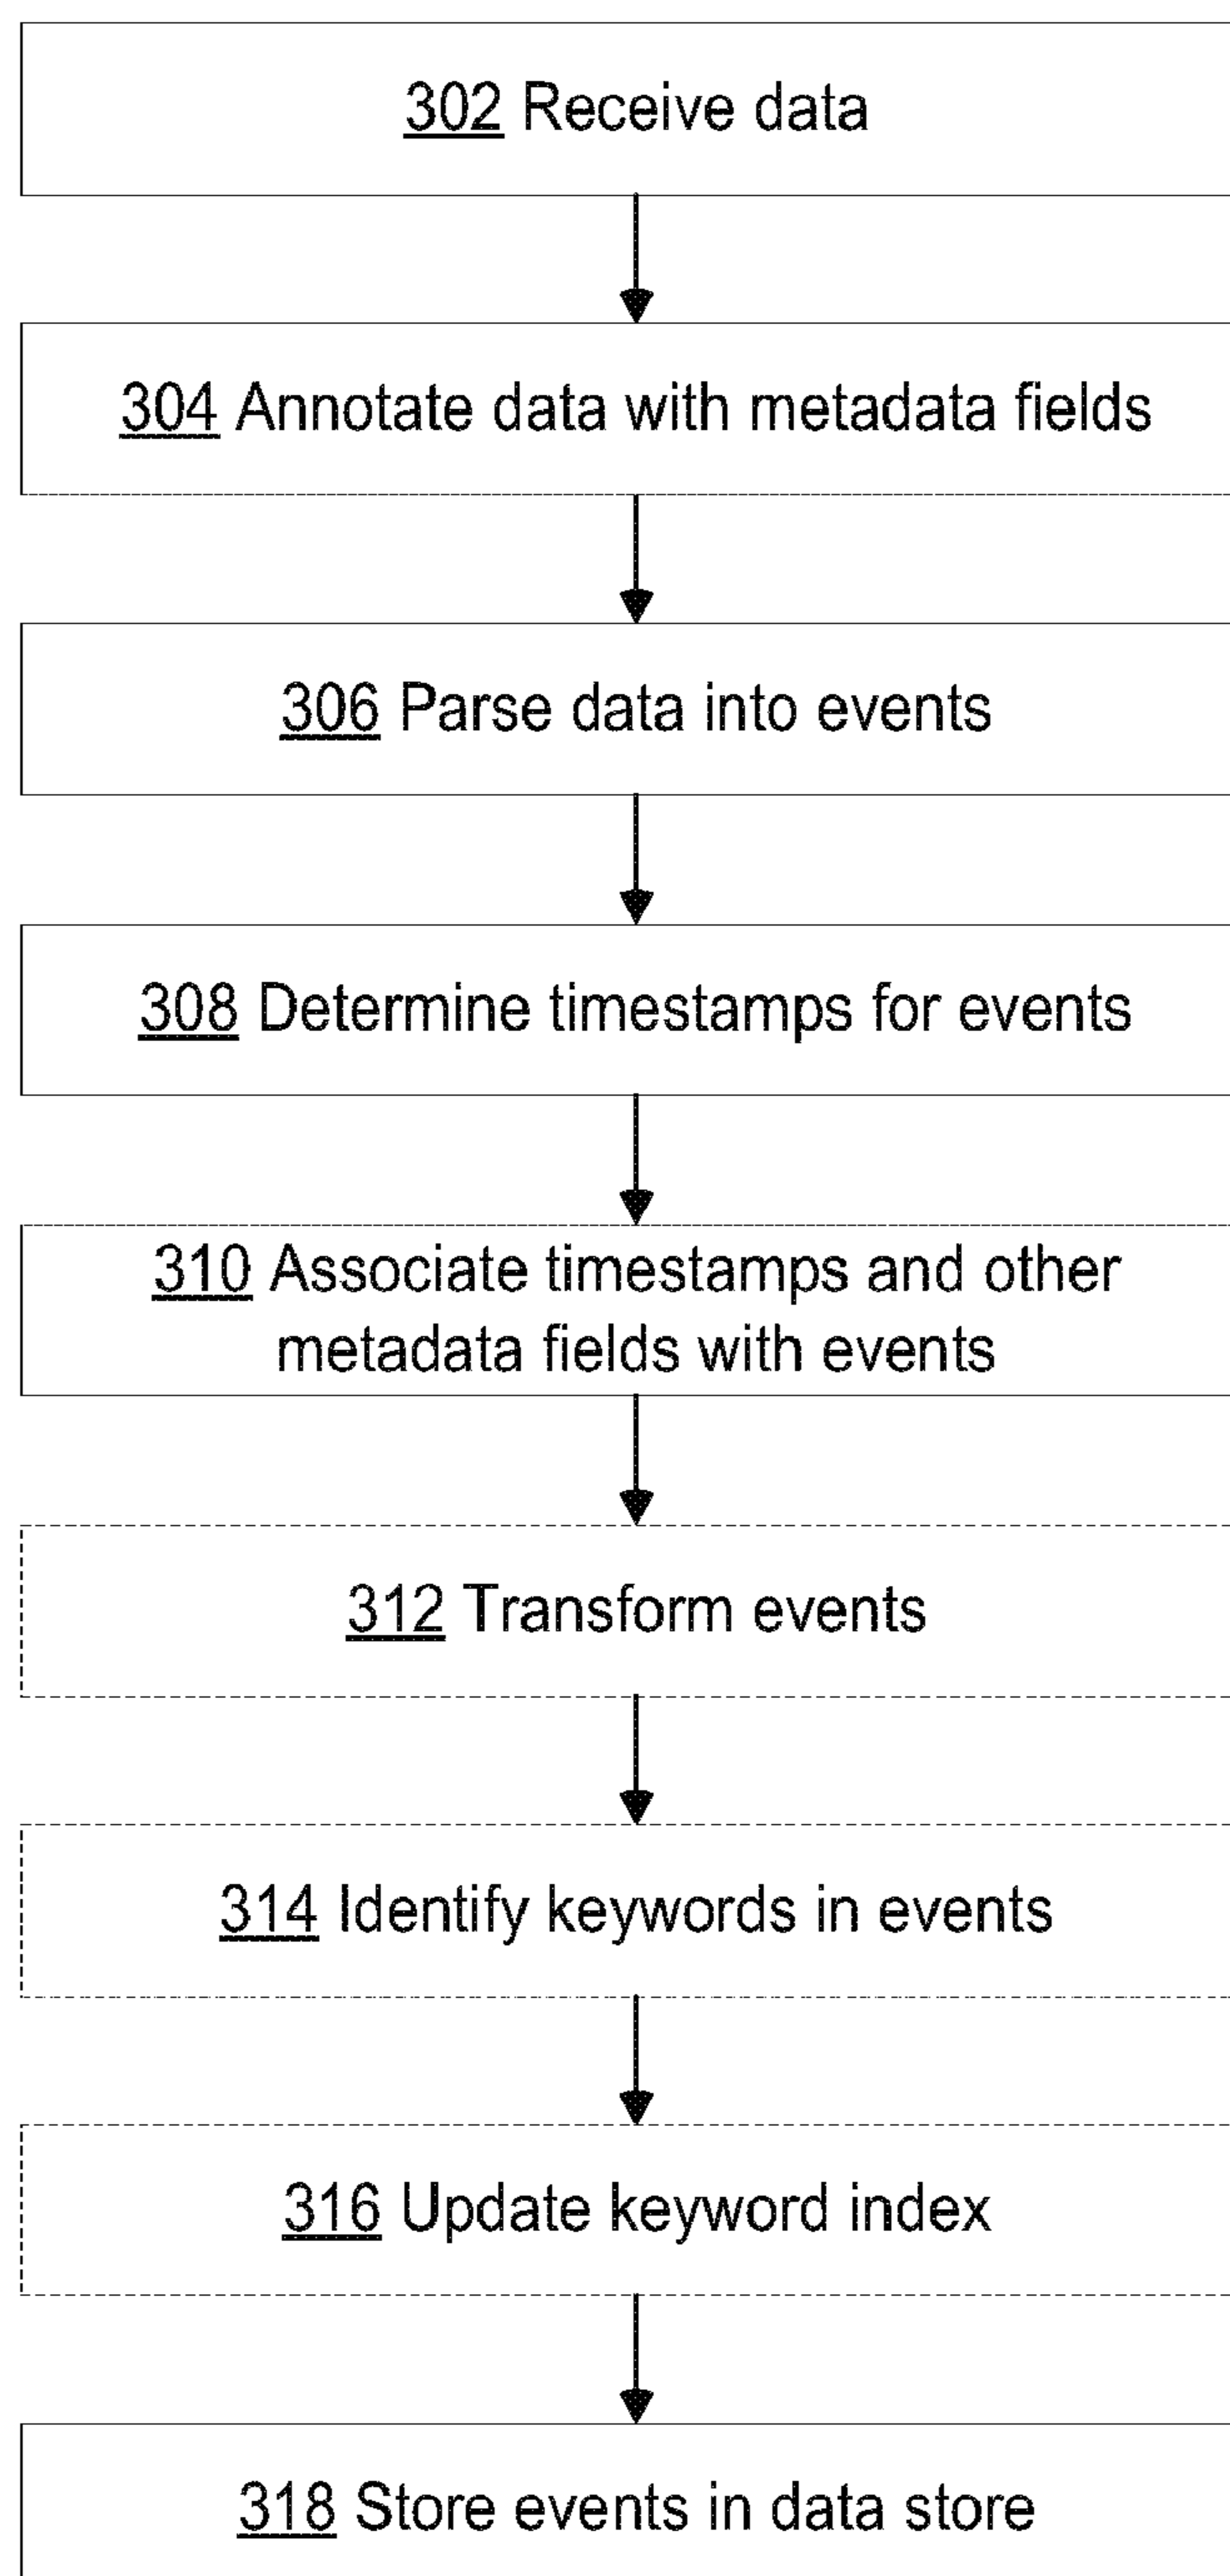 302 Receive data
304 Annotate data with metadata fields
306 Parse data into events
308 Determine timestamps for events
310 Associate timestamps and other
metadata fields with events
312 Transform events
314 Identify keywords in events
316 Update keyword index
318 Store events in data store